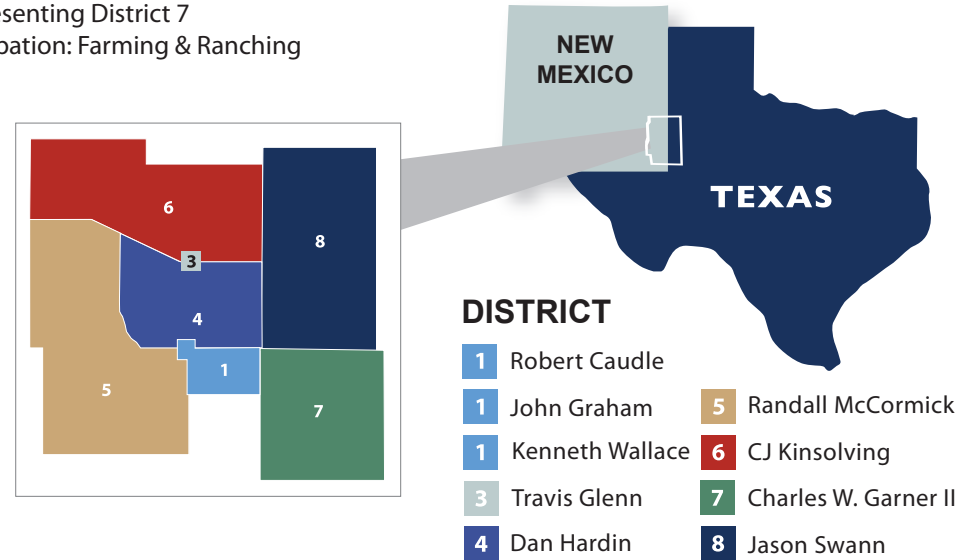 District 7
Farming & Ranching
NEW
MEXICO
TEXAS
6
3
8
4
1
5
7
DISTRICT
1 Robert Caudle
1 John Graham
1 Kenneth Wallace
3 Travis Glenn
4 Dan Hardin
5 Randall McCormick
6 CJ Kinsolving
7 Charles W. Garner II
8 Jason Swann